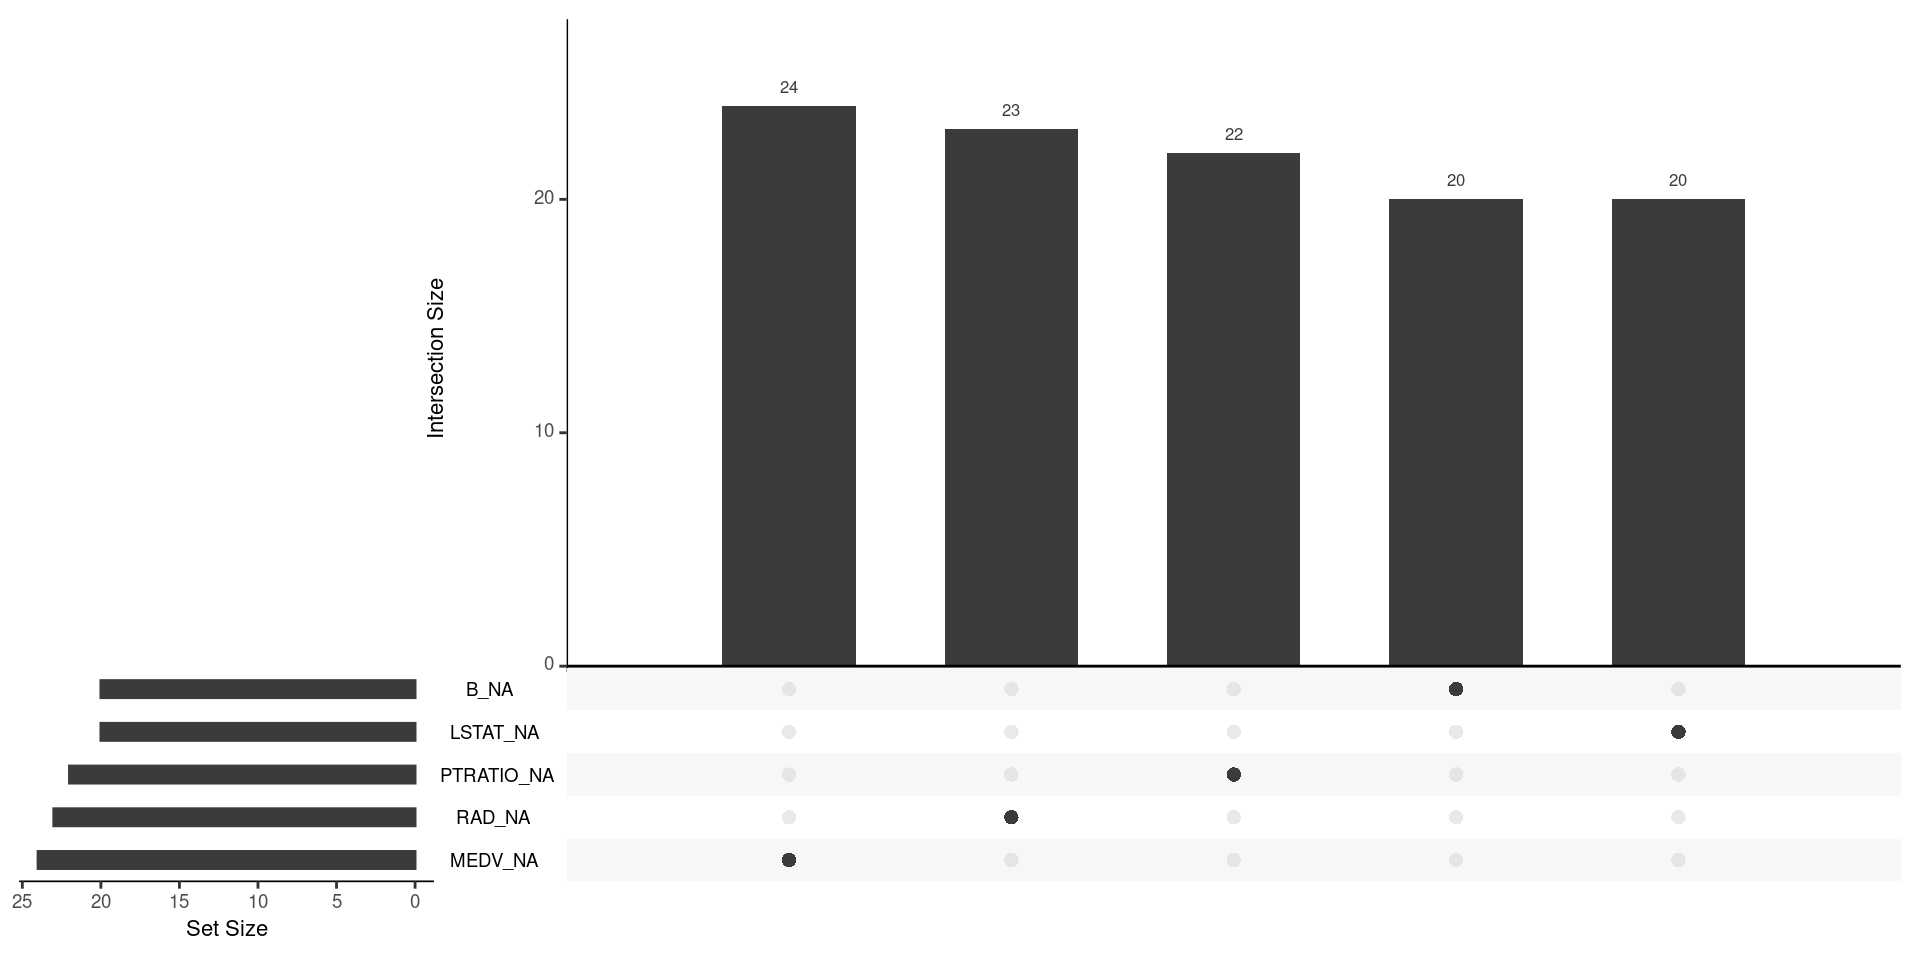 24
23
22
20
20
20
10
0
Intersection Size
B_NA
LSTAT_NA
PTRATIO_NA
RAD_NA
MEDV_NA
25 20 15 10 5 0
Set Size